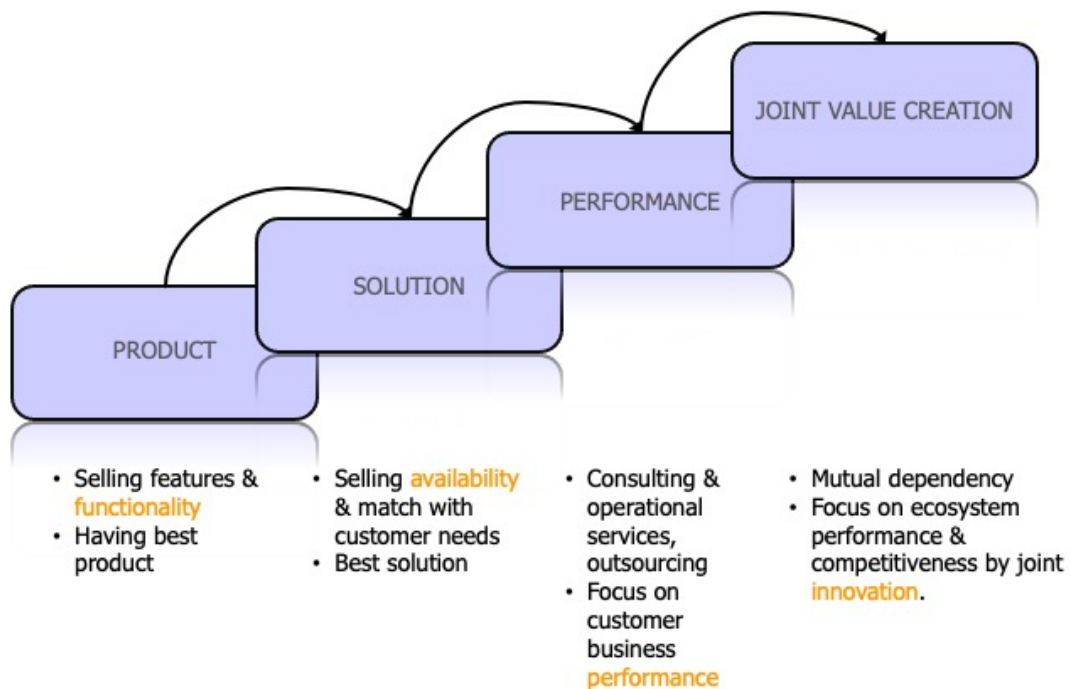 JOINT VALUE CREATION
PERFORMANCE
SOLUTION
PRODUCT
• Selling features &
functionality
• Having best
product
• Selling availability
& match with
customer needs
• Best solution
• Consulting &
operational
services,
outsourcing
• Focus on
customer
business
performance
• Mutual dependency
• Focus on ecosystem
performance &
competitiveness by joint
innovation.